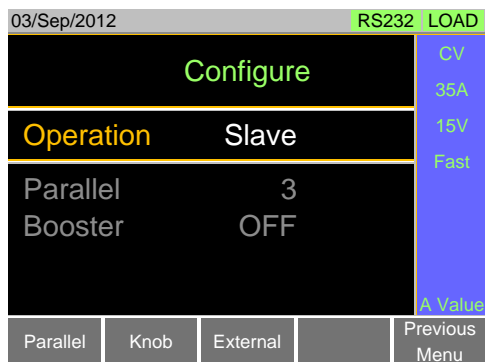 03/Sep/2012 RS232 LOAD
Configure
CV
35A
15V
Fast
Operation Slave
Parallel 3
Booster OFF
A Value
Parallel Knob External Previous
Menu